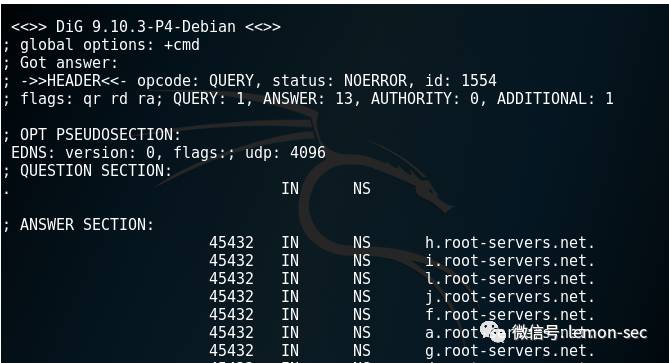 <<>> DiG 9.10.3-P4-Debian <<>>
; global options: +cmd
; Got answer:
; ->>HEADER<<- opcode: QUERY, status: NOERROR, id: 1554
; flags: qr rd ra; QUERY: 1, ANSWER: 13, AUTHORITY: 0, ADDITIONAL: 1
; OPT PSEUDOSECTION:
EDNS: version: 0, flags:; udp: 4096
; QUESTION SECTION:
. IN NS
; ANSWER SECTION:
45432 IN NS h.root-servers.net.
45432 IN NS i.root-servers.net.
45432 IN NS l.root-servers.net.
45432 IN NS j.root-servers.net.
45432 IN NS f.root-servers.net.
45432 IN NS a.root-servers.net.
45432 IN NS g.root-servers.net.
微信号: lemon-sec